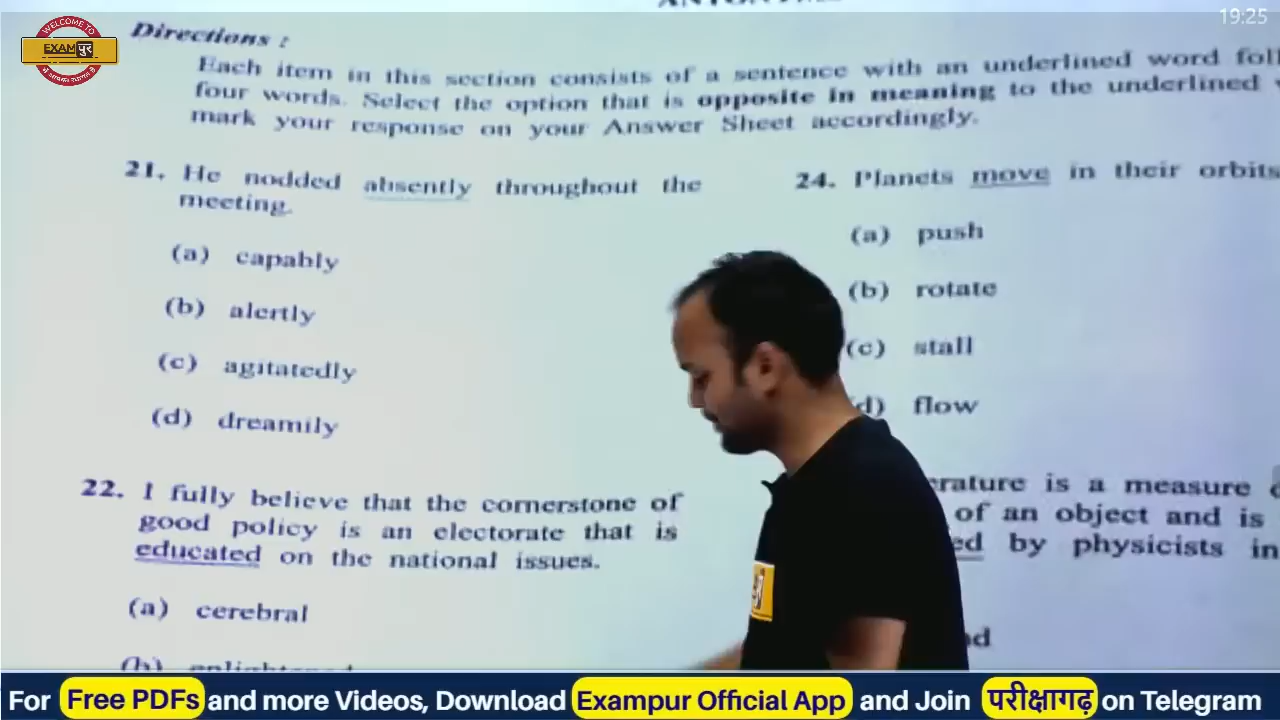 19:25
WELCOME TO
EXAMपुर
Directions :
Each item in this section consists of a sentence with an underlined word
four words. Select the option that is opposite in meaning to the underlined
mark your response on your Answer Sheet accordingly.
21. He nodded absently throughout the
meeting.
(a) capably
(b) alertly
(c) agitatedly
(d) dreamily
22. I fully believe that the cornerstone of
good policy is an electorate that is
educated on the national issues.
(a) cerebral
24. Planets move in their orbits
(a) push
(b) rotate
(c) stall
d) flow
is a measure
of an object and is
by physicists in
For Free PDFs and more Videos, Download Exampur Official App and Join परीक्षागढ़ on Telegram